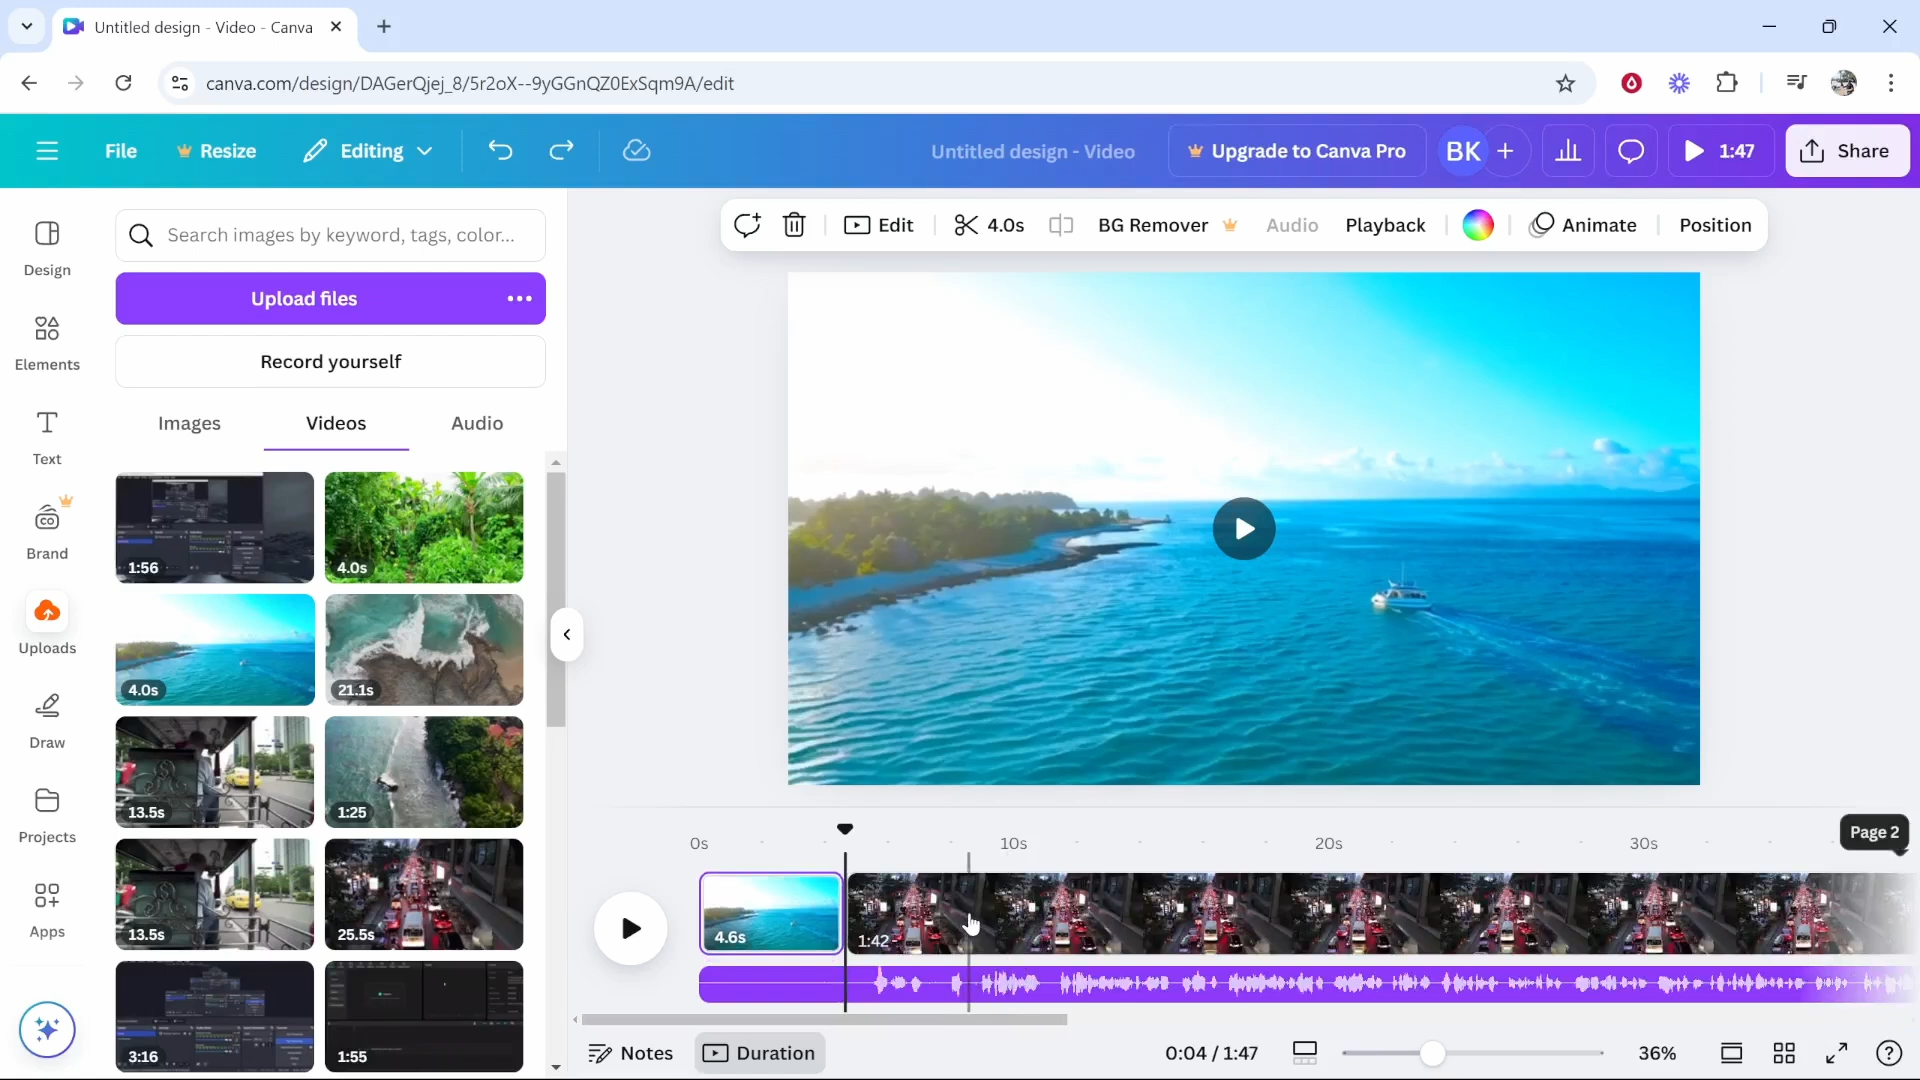 Untitled design - Video - Canva
canva.com/design/DAGerQjej_8/5r2oX--9yGGnQZ0ExSqm9A/edit
File
Resize
Editing
Untitled design - Video
Upgrade to Canva Pro
BK
1:47
Share
Design
Elements
Text
Brand
Uploads
Draw
Projects
Apps
Search images by keyword, tags, color...
Upload files
Record yourself
Images
Videos
Audio
1:56
4.0s
4.0s
21.1s
13.5s
1:25
13.5s
25.5s
3:16
1:55
Edit
4.0s
BG Remover
Audio
Playback
Animate
Position
0s
10s
20s
30s
Page 2
4.6s
1:42
Notes
Duration
0:04 / 1:47
36%